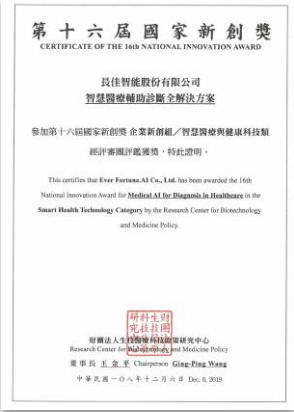 第十六屆國家新創獎
CERTIFICATE OF THE 16th NATIONAL INNOVATION AWARD
長佳智能股份有限公司
智慧醫療輔助診斷全解決方案
參加第十六屆國家新創獎 企業新創組／智慧醫療與健康科技類
經評審團評鑑獲獎，特此證明。
This certifies that Ever Fortune.AI Co., Ltd. has been awarded the 16th
National Innovation Award for Medical AI for Diagnosis in Healthcare in the
Smart Health Technology Category by the Research Center for Biotechnology
and Medicine Policy.
財團法人生技醫療科技政策研究中心
Research Center for Biotechnology and Medicine Policy
董事長 王金平 Chairperson Ging-Ping Wang
中華民國一〇八年十二月六日 Dec. 6, 2019